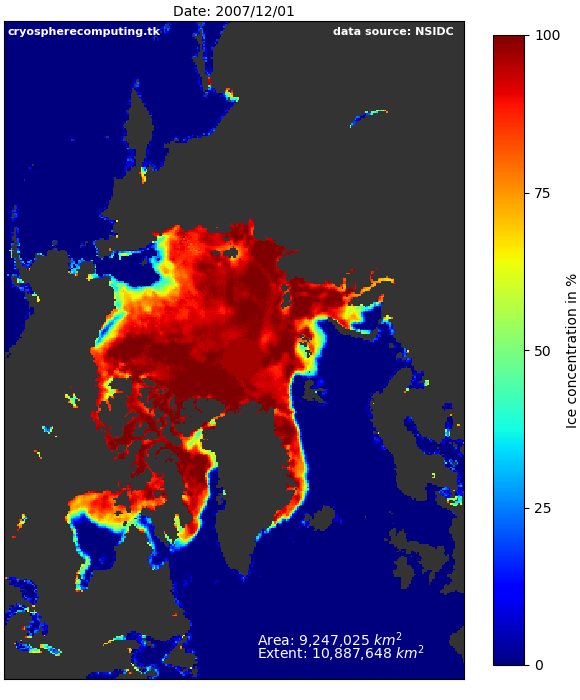 Date: 2007/12/01
cryospherecomputing.tk
data source: NSIDC
100
75
50
25
0
Ice concentration in %
Area: 9,247,025 km²
Extent: 10,887,648 km²